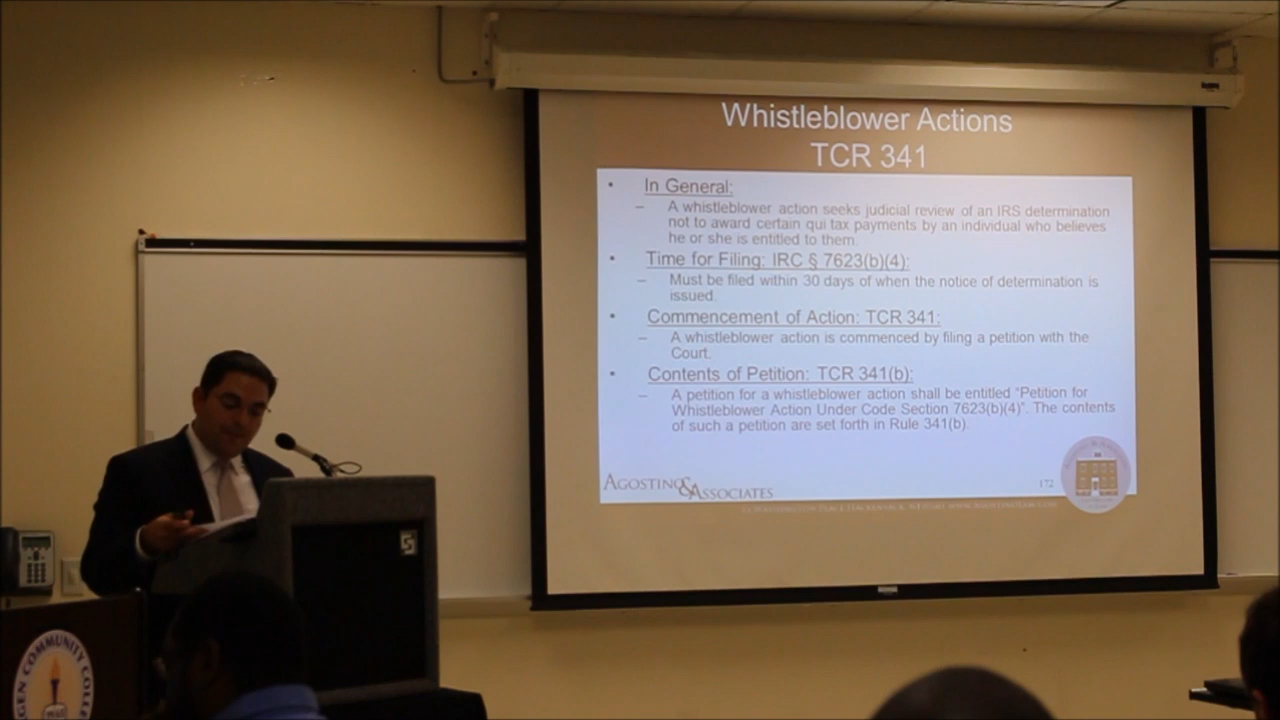 Whistleblower Actions
TCR 341
• In General:
– A whistleblower action seeks judicial review of an IRS determination
not to award certain qui tax payments by an individual who believes
he or she is entitled to them.
• Time for Filing: IRC § 7623(b)(4):
– Must be filed within 30 days of when the notice of determination is
issued.
• Commencement of Action: TCR 341:
– A whistleblower action is commenced by filing a petition with the
Court.
• Contents of Petition: TCR 341(b):
– A petition for a whistleblower action shall be entitled “Petition for
Whistleblower Action Under Code Section 7623(b)(4)”. The contents
of such a petition are set forth in Rule 341(b).
AGOSTINO & ASSOCIATES
172
GEN COMMUNITY COLLE